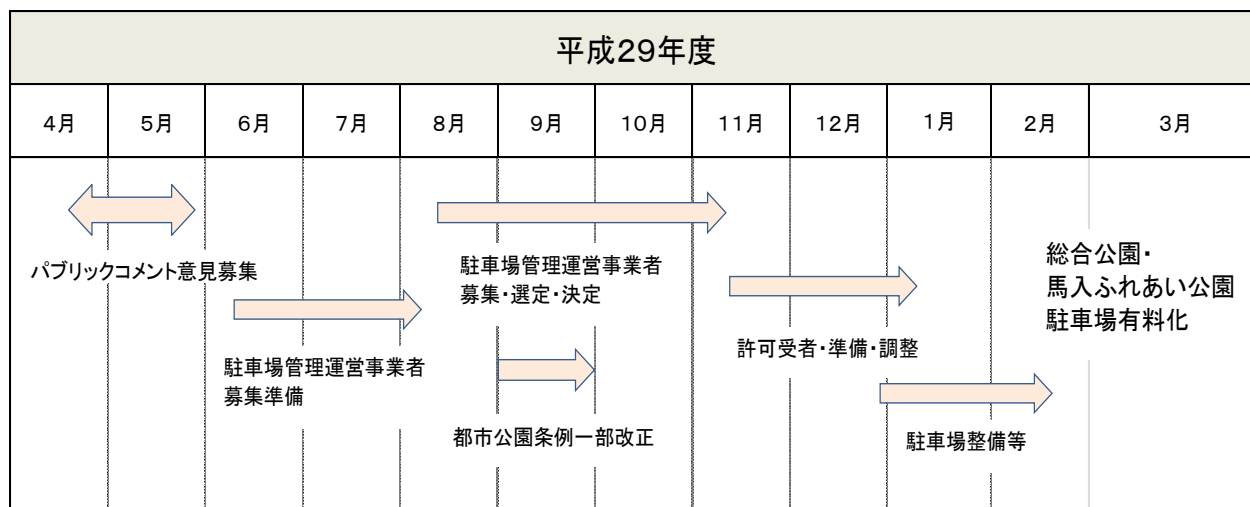 平成29年度
4月 5月 6月 7月 8月 9月 10月 11月 12月 1月 2月 3月
パブリックコメント意見募集
駐車場管理運営事業者
募集・選定・決定
総合公園・
馬入ふれあい公園
駐車場有料化
駐車場管理運営事業者
募集準備
許可受者・準備・調整
都市公園条例一部改正
駐車場整備等